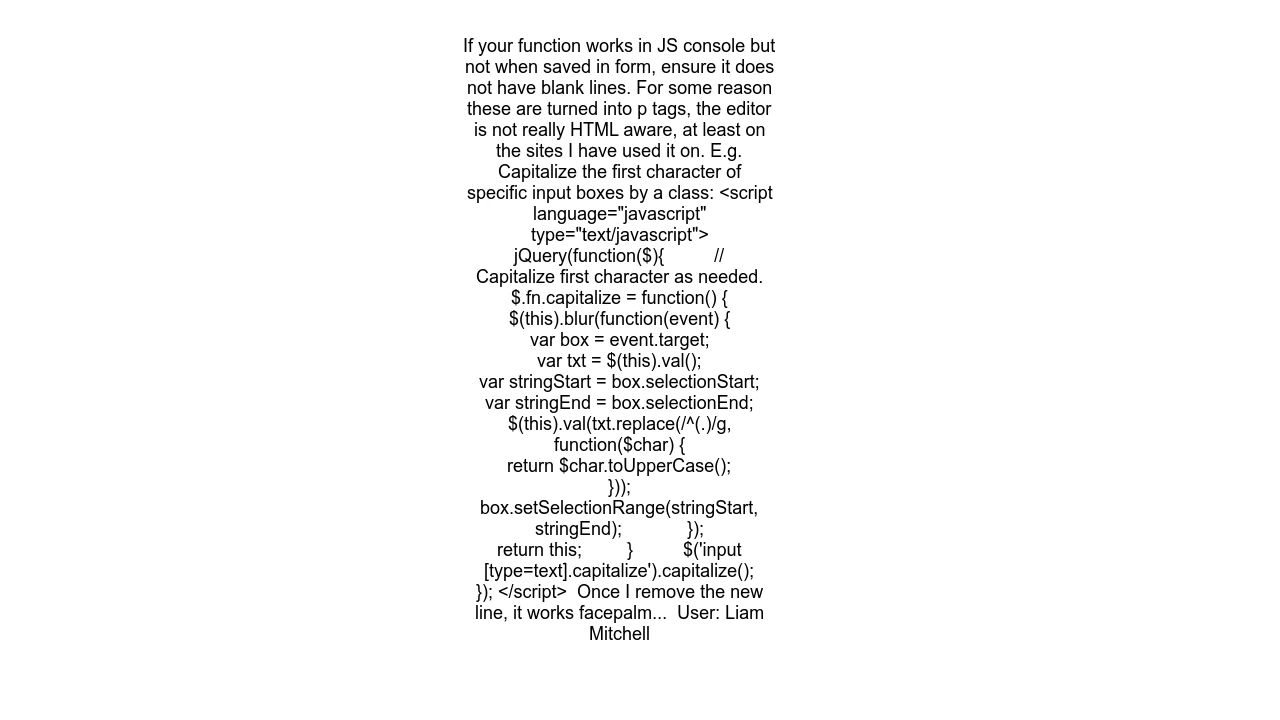 If your function works in JS console but
not when saved in form, ensure it does
not have blank lines. For some reason
these are turned into p tags, the editor
is not really HTML aware, at least on
the sites I have used it on. E.g.
Capitalize the first character of
specific input boxes by a class: <script
language="javascript"
type="text/javascript">
jQuery(function($){          //
Capitalize first character as needed.
$.fn.capitalize = function() {
$(this).blur(function(event) {
var box = event.target;
var txt = $(this).val();
var stringStart = box.selectionStart;
var stringEnd = box.selectionEnd;
$(this).val(txt.replace(/^(.)/g,
function($char) {
return $char.toUpperCase();
}));
box.setSelectionRange(stringStart,
stringEnd);             });
return this;         }          $('input
[type=text].capitalize').capitalize();
}); </script>  Once I remove the new
line, it works facepalm...  User: Liam
Mitchell